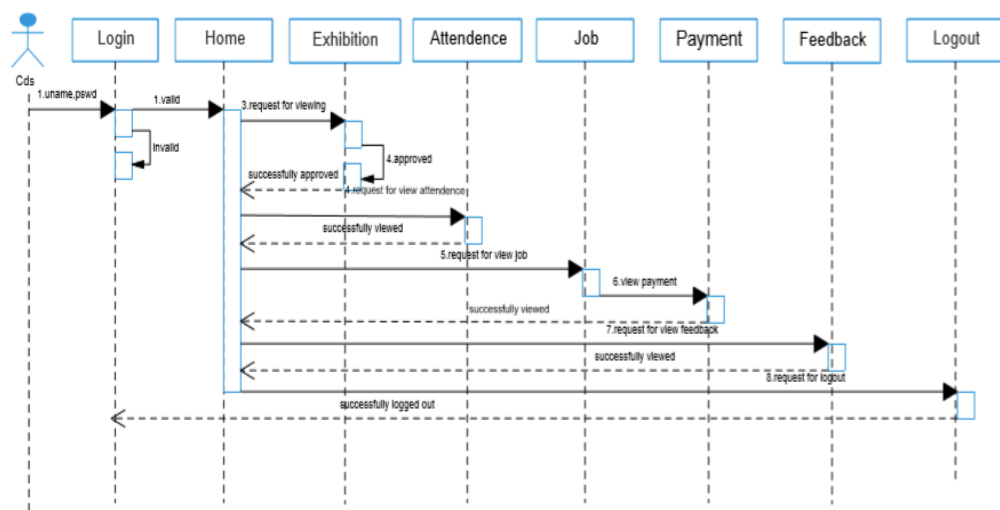 Login
Home
Exhibition
Attendence
Job
Payment
Feedback
Logout
Cds
1.uname,pswd
1.valid
3.request for viewing
invalid
4.approved
successfully approved
4.request for view attendence
successfully viewed
5.request for view job
6.view payment
successfully viewed
7.request for view feedback
successfully viewed
8.request for logout
successfully logged out